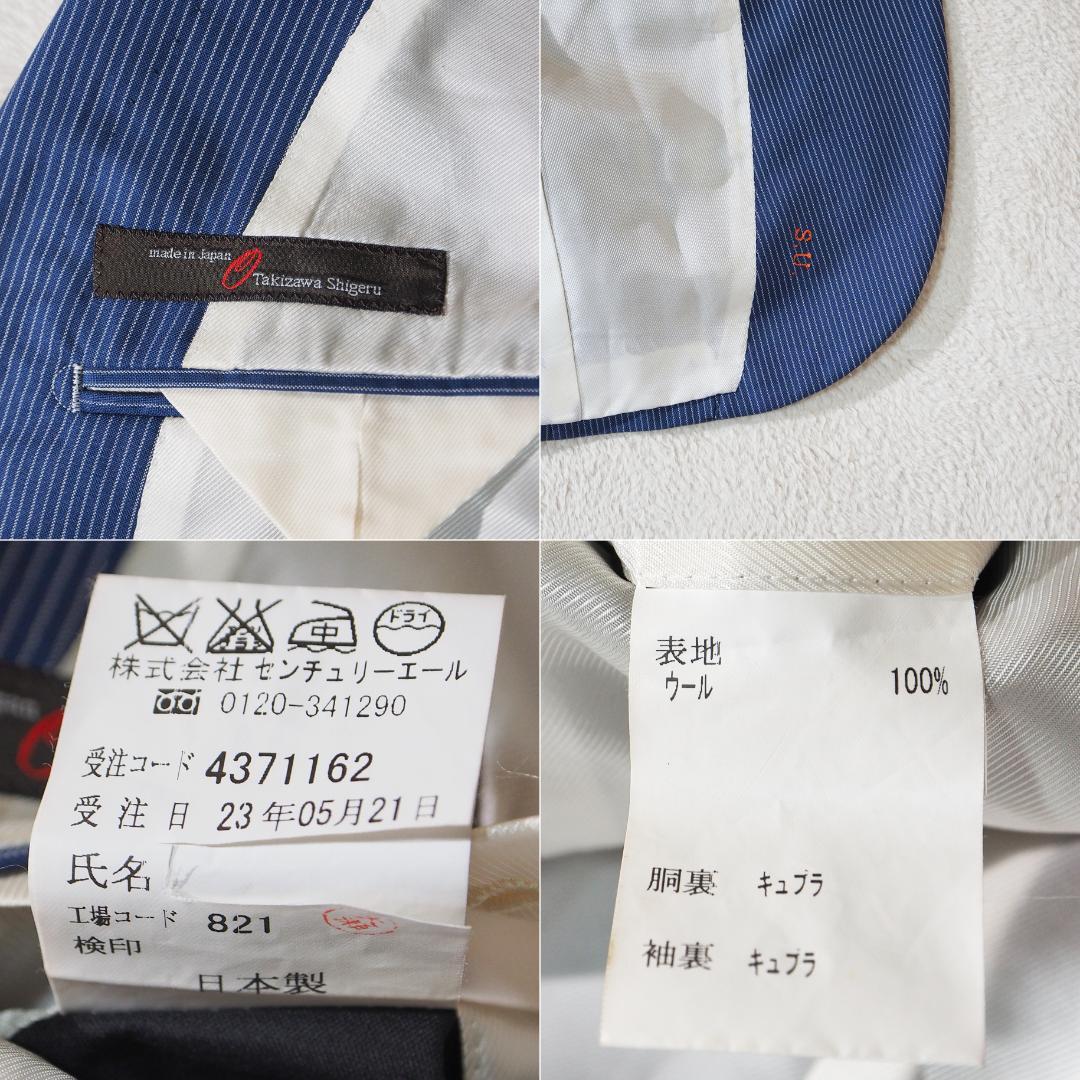 made in Japan
Takizawa Shigeru
S.U.
中
ドライ
株式会社センチュリーエール
0120-341290
受注コード 4371162
受注日 23年05月21日
氏名
工場コード 821
検印
日本製
表地
ウール 100%
胴裏 キュプラ
袖裏 キュプラ